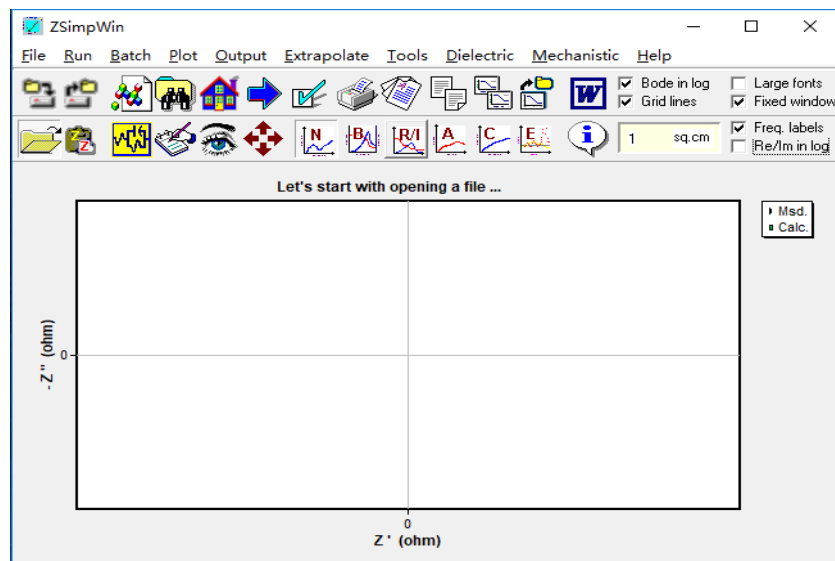 ZSimpWin
File Run Batch Plot Output Extrapolate Tools Dielectric Mechanistic Help
W
Bode in log
Large fonts
Grid lines
Fixed window
Z
N
B
R/I
A
C
E
i
1 sq.cm
Freq. labels
Re/Im in log
Let's start with opening a file ...
Msd.
Calc.
-Z'' (ohm)
0
0
Z ' (ohm)